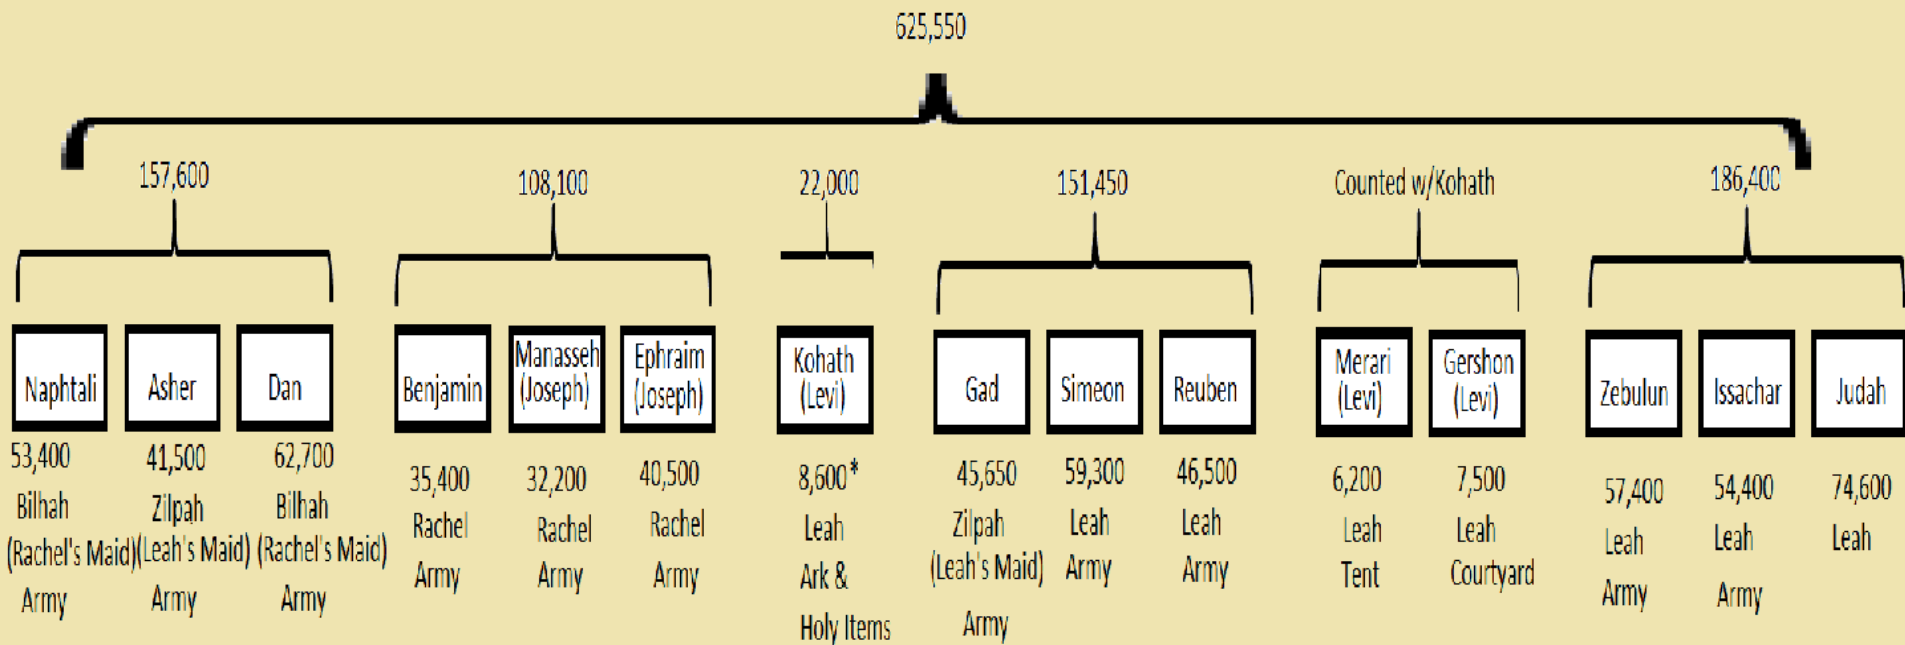 625,550
157,600
108,100
22,000
151,450
Counted w/Kohath
186,400
Naphtali
Asher
Dan
Benjamin
Manasseh
(Joseph)
Ephraim
(Joseph)
Kohath
(Levi)
Gad
Simeon
Reuben
Merari
(Levi)
Gershon
(Levi)
Zebulun
Issachar
Judah
53,400
Bilhah
(Rachel's Maid)
Army
41,500
Zilpah
(Leah's Maid)
Army
62,700
Bilhah
(Rachel's Maid)
Army
35,400
Rachel
Army
32,200
Rachel
Army
40,500
Rachel
Army
8,600*
Leah
Ark &
Holy Items
45,650
Zilpah
(Leah's Maid)
Army
59,300
Leah
Army
46,500
Leah
Army
6,200
Leah
Tent
7,500
Leah
Courtyard
57,400
Leah
Army
54,400
Leah
Army
74,600
Leah